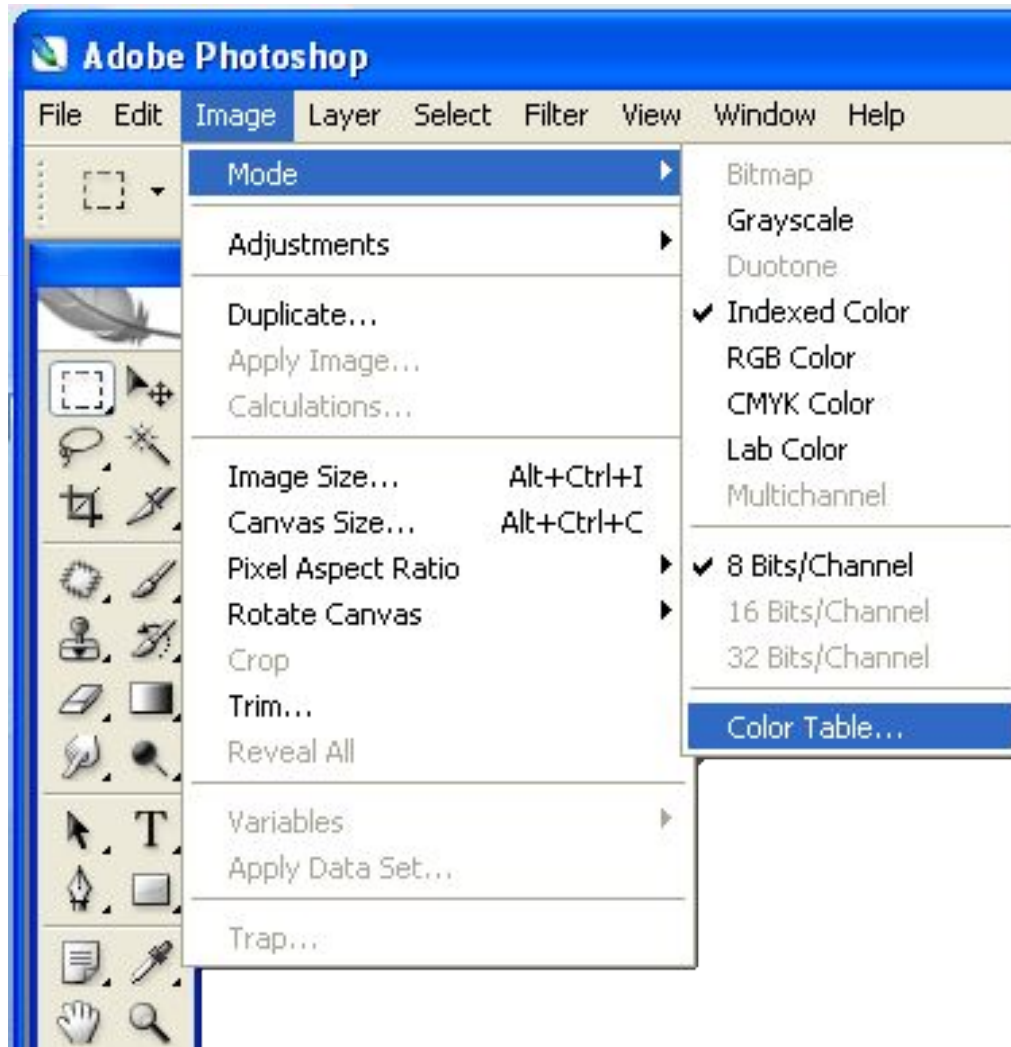 Adobe Photoshop
File Edit Image Layer Select Filter View Window Help
Mode
Adjustments
Duplicate...
Apply Image...
Calculations...
Image Size... Alt+Ctrl+I
Canvas Size... Alt+Ctrl+C
Pixel Aspect Ratio
Rotate Canvas
Crop
Trim...
Reveal All
Variables
Apply Data Set...
Trap...
Bitmap
Grayscale
Duotone
Indexed Color
RGB Color
CMYK Color
Lab Color
Multichannel
8 Bits/Channel
16 Bits/Channel
32 Bits/Channel
Color Table...
T